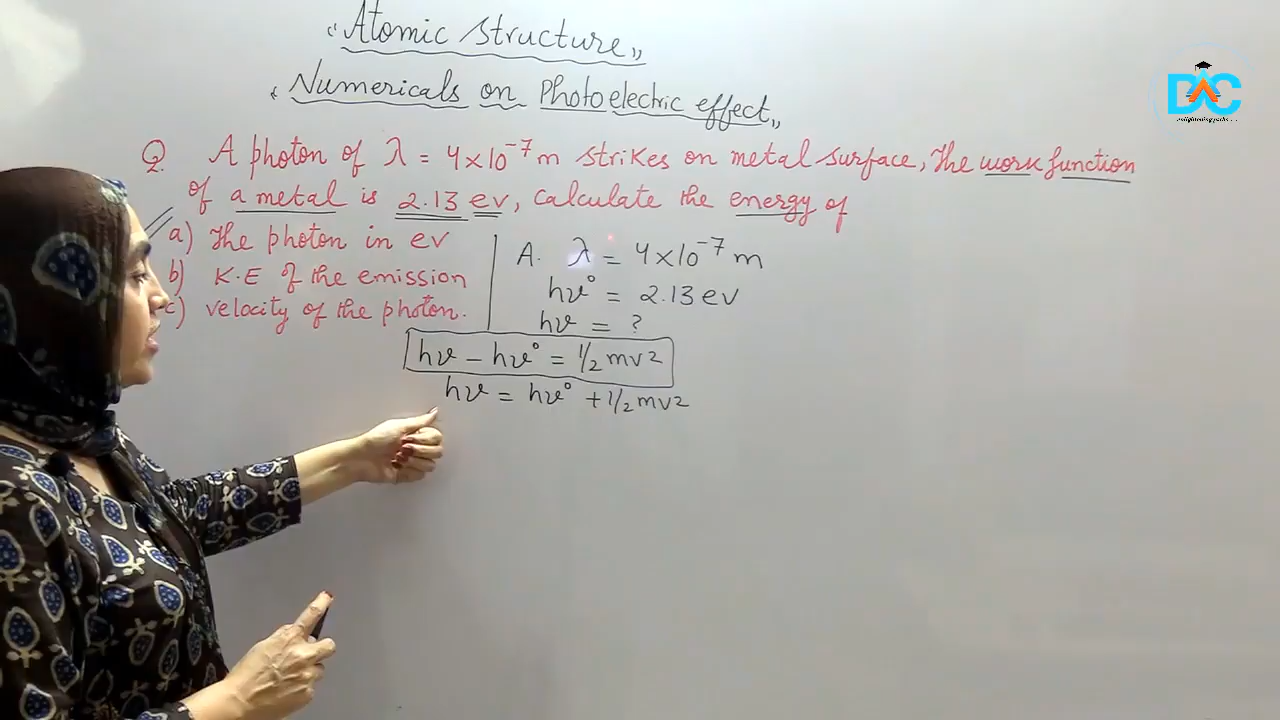 "Atomic structure"
"Numericals on Photoelectric effect"
Q. A photon of λ = 4×10⁻⁷ m strikes on metal surface, The work function
of a metal is 2.13 ev, calculate the energy of
a) The photon in ev
b) K.E of the emission
c) velocity of the photon.
A. λ = 4×10⁻⁷ m
hν° = 2.13 ev
hν = ?
hν − hν° = 1/2 mv2
hν = hν° + 1/2 mv2
DAC